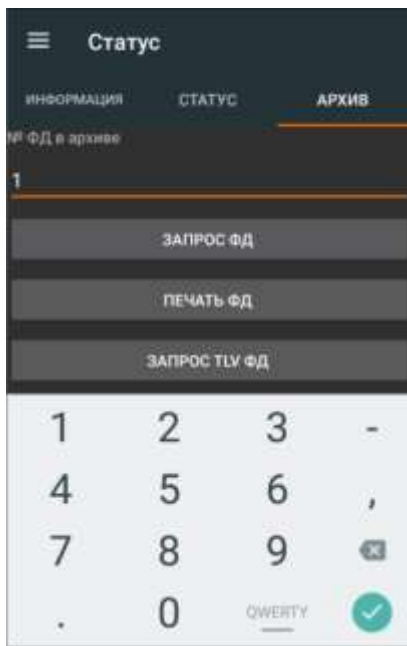 Статус
ИНФОРМАЦИЯ СТАТУС АРХИВ
№ ФД в архиве
1
ЗАПРОС ФД
ПЕЧАТЬ ФД
ЗАПРОС TLV ФД
1 2 3 -
4 5 6 ,
7 8 9
. 0 QWERTY